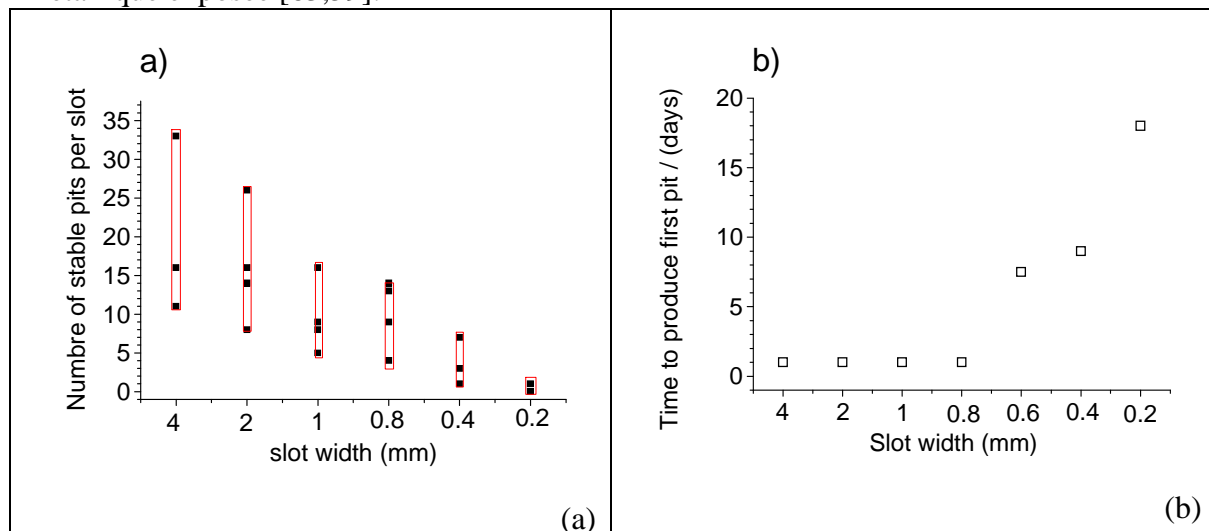 a)
Numbre of stable pits per slot
35
30
25
20
15
10
5
0
4 2 1 0.8 0.4 0.2
slot width (mm)
(a)
b)
Time to produce first pit / (days)
20
15
10
5
0
4 2 1 0.8 0.6 0.4 0.2
Slot width (mm)
(b)